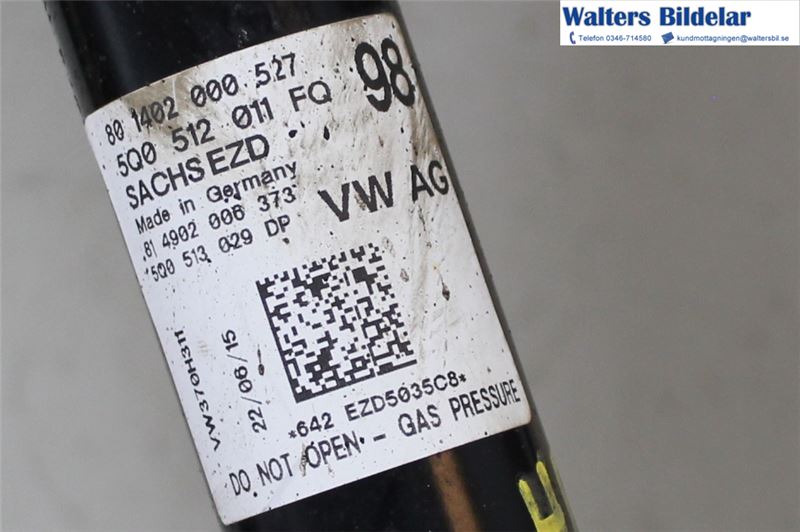 Walters Bildelar
Telefon 0346-714580 kundmottagningen@waltersbil.se
80 1402 000 527
98
5Q0 512 011 FQ
SACHS EZD
Made in Germany
VW AG
81 4902 006 373
5Q0 513 029 DP
VW370H311
22/06/15
*642 EZD5035C8*
DO NOT OPEN - GAS PRESSURE